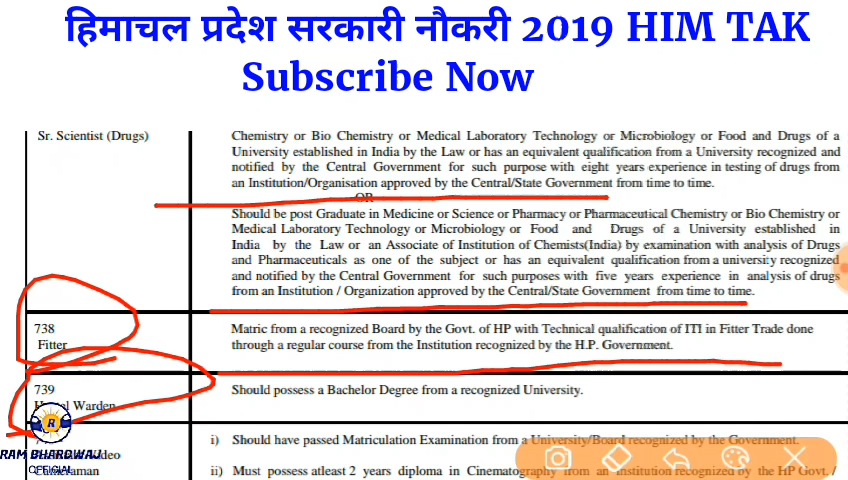 हिमाचल प्रदेश सरकारी नौकरी 2019 HIM TAK
Subscribe Now
Sr. Scientist (Drugs)
Chemistry or Bio Chemistry or Medical Laboratory Technology or Microbiology or Food and Drugs of a
University established in India by the Law or has an equivalent qualification from a University recognized and
notified by the Central Government for such purpose with eight years experience in testing of drugs from
an Institution/Organisation approved by the Central/State Government from time to time.
OR
Should be post Graduate in Medicine or Science or Pharmacy or Pharmaceutical Chemistry or Bio Chemistry or
Medical Laboratory Technology or Microbiology or Food and Drugs of a University established in
India by the Law or an Associate of Institution of Chemists(India) by examination with analysis of Drugs
and Pharmaceuticals as one of the subject or has an equivalent qualification from a university recognized
and notified by the Central Government for such purposes with five years experience in analysis of drugs
from an Institution / Organization approved by the Central/State Government from time to time.
738
Fitter
Matric from a recognized Board by the Govt. of HP with Technical qualification of ITI in Fitter Trade done
through a regular course from the Institution recognized by the H.P. Government.
739
Warden
Should possess a Bachelor Degree from a recognized University.
R
RAM BHARDWAJ
OFFICIAL
Cameraman
i) Should have passed Matriculation Examination from a University/Board recognized by the Government.
ii) Must possess atleast 2 years diploma in Cinematography from an institution recognized by the HP Govt. /